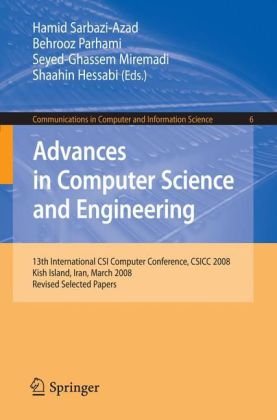 Hamid Sarbazi-Azad
Behrooz Parhami
Seyed-Ghassem Miremadi
Shaahin Hessabi (Eds.)
Communications in Computer and Information Science 6
Advances
in Computer Science
and Engineering
13th International CSI Computer Conference, CSICC 2008
Kish Island, Iran, March 2008
Revised Selected Papers
Springer